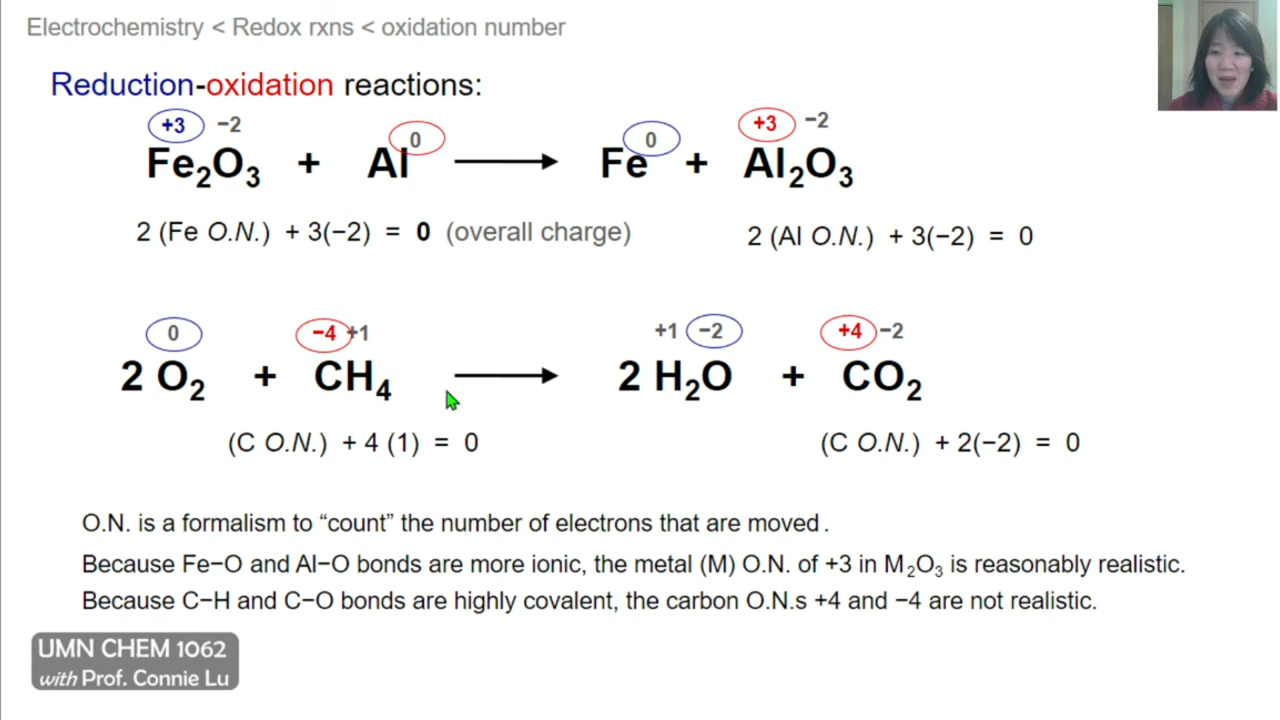 Electrochemistry < Redox rxns < oxidation number
Reduction-oxidation reactions:
+3 −2 0 0 +3 −2
Fe₂O₃ + Al ⟶ Fe + Al₂O₃
2 (Fe O.N.) + 3(−2) = 0 (overall charge)
2 (Al O.N.) + 3(−2) = 0
0 −4 +1 +1 −2 +4 −2
2 O₂ + CH₄ ⟶ 2 H₂O + CO₂
(C O.N.) + 4 (1) = 0
(C O.N.) + 2(−2) = 0
O.N. is a formalism to “count” the number of electrons that are moved.
Because Fe−O and Al−O bonds are more ionic, the metal (M) O.N. of +3 in M₂O₃ is reasonably realistic.
Because C−H and C−O bonds are highly covalent, the carbon O.N.s +4 and −4 are not realistic.
UMN CHEM 1062
with Prof. Connie Lu